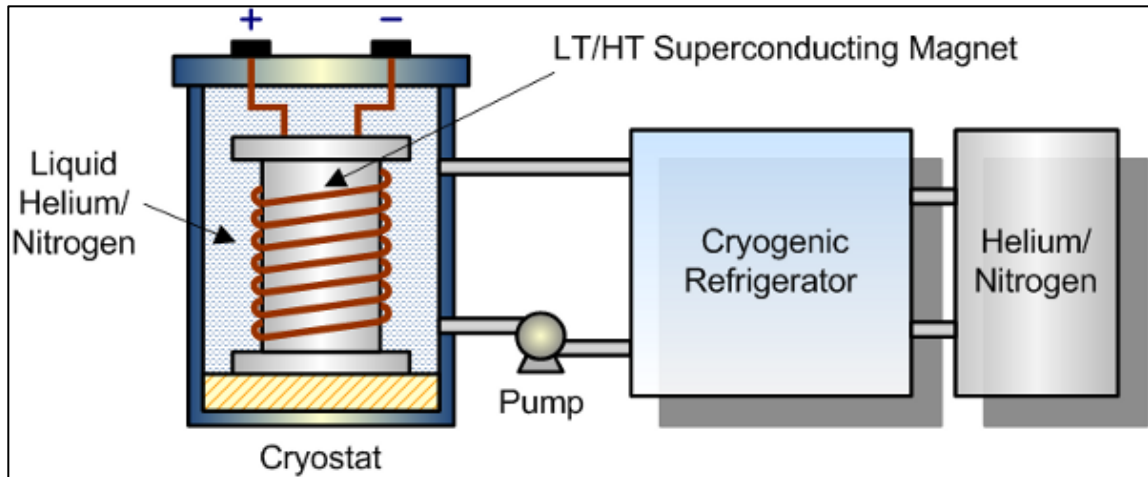 + −
LT/HT Superconducting Magnet
Liquid
Helium/
Nitrogen
Cryogenic
Refrigerator
Helium/
Nitrogen
Pump
Cryostat